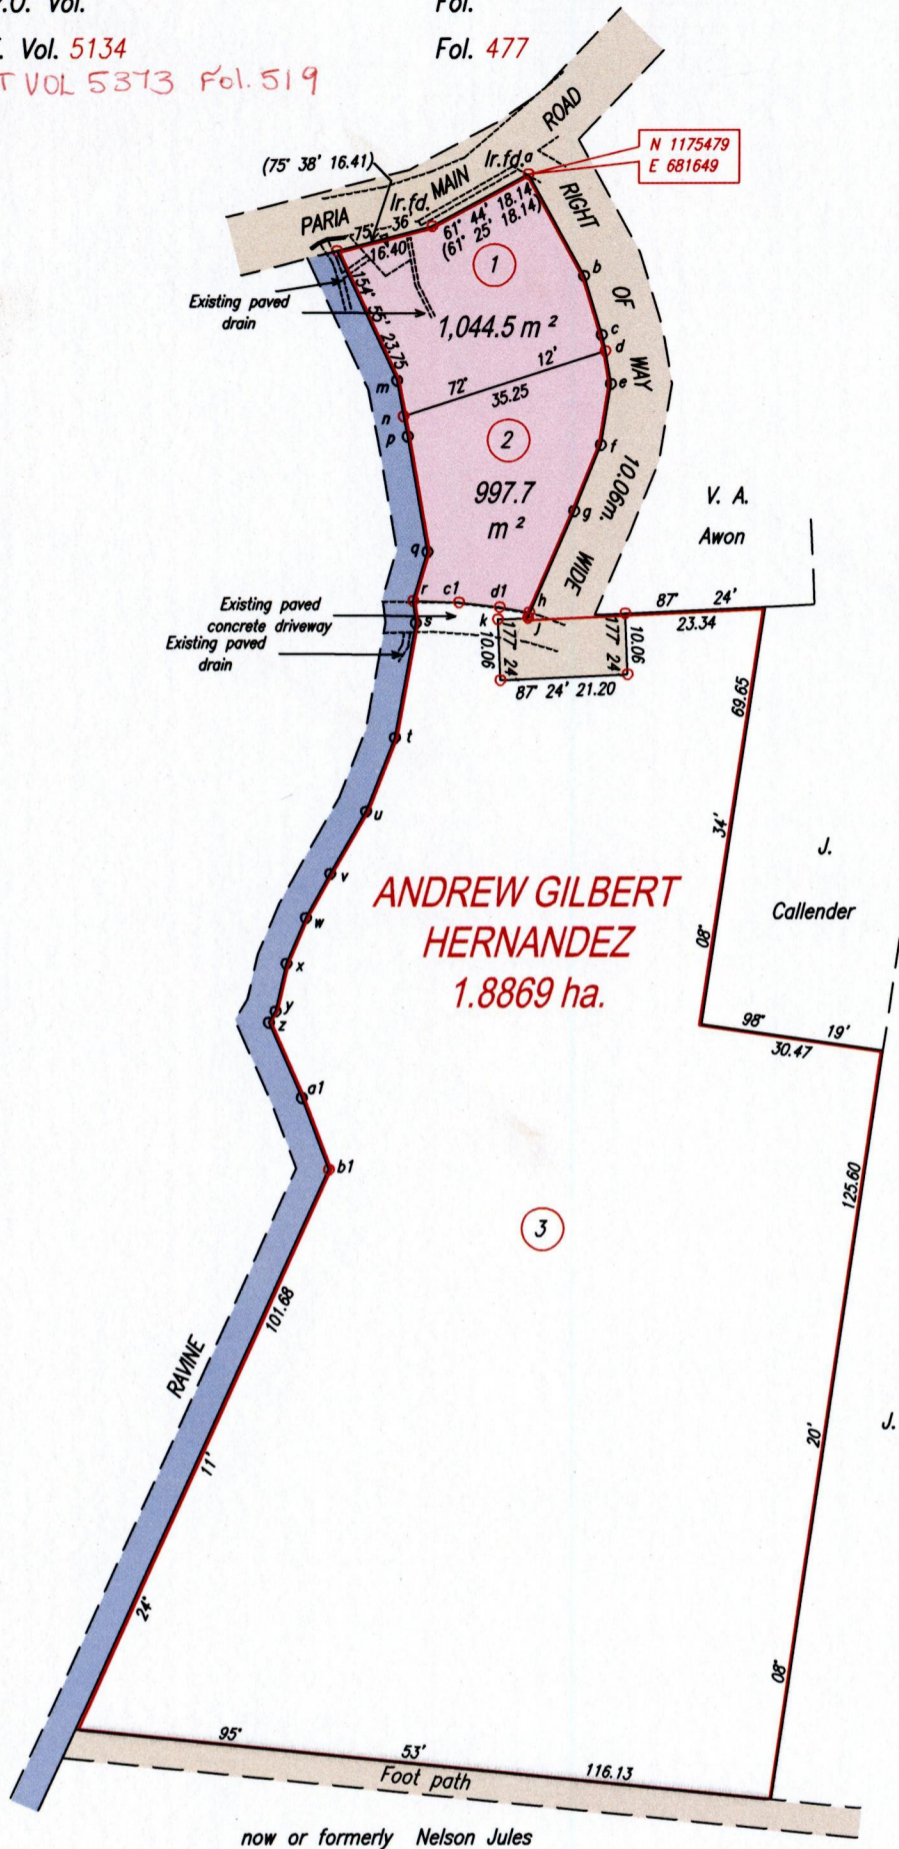 Vol.
Fol.
Vol. 5134
Fol. 477
VOL 5373 Fol. 519
N 1175479
E 681649
(75° 38' 16.41)
PARIA MAIN ROAD
Ir.fd.
Ir.fd.
a
75° 36'
16.40
61° 44' 18.14
(61° 25' 18.14)
RIGHT OF WAY 10.06m. WIDE
1
1,044.5 m²
b
c
d
e
f
g
h
Existing paved
drain
154° 55' 23.75
72° 12'
35.25
m
n
p
2
997.7
m²
V. A.
Awon
q
r
c1
d1
k
s
Existing paved
concrete driveway
Existing paved
drain
87° 24'
23.34
177° 24'
10.06
177° 24'
10.06
87° 24' 21.20
t
u
v
w
x
y
z
a1
b1
69.65
34'
08°
J.
Callender
ANDREW GILBERT
HERNANDEZ
1.8869 ha.
98° 19'
30.47
3
125.60
20'
08°
J.
RAVINE
101.68
11'
24°
95° 53' 116.13
Foot path
now or formerly Nelson Jules